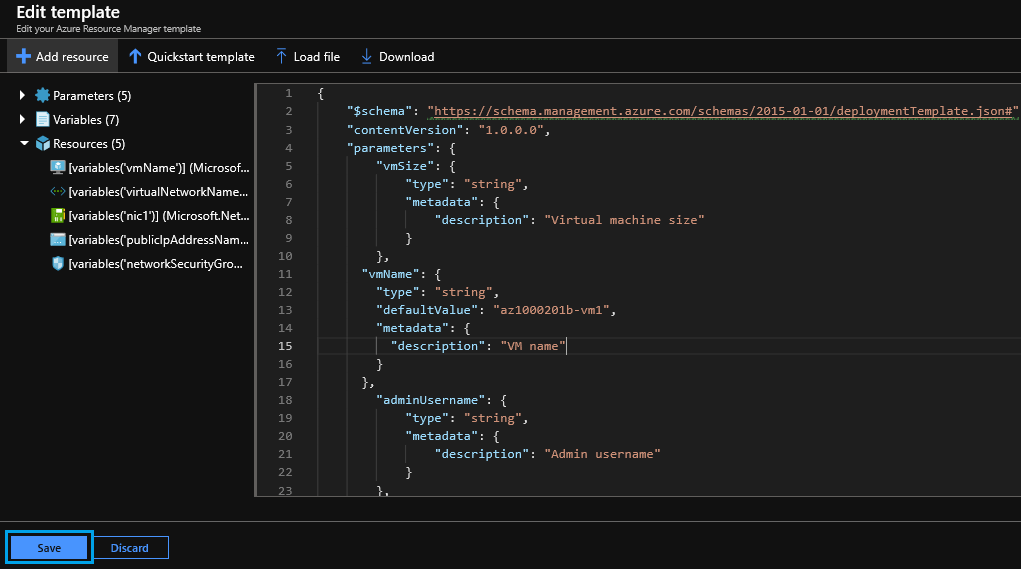 Edit template
Edit your Azure Resource Manager template
Add resource
Quickstart template
Load file
Download
Parameters (5)
Variables (7)
Resources (5)
[variables('vmName')] (Microsof...
[variables('virtualNetworkName...
[variables('nic1')] (Microsoft.Net...
[variables('publicIpAddressNam...
[variables('networkSecurityGro...
1 {
2 "$schema": "https://schema.management.azure.com/schemas/2015-01-01/deploymentTemplate.json#"
3 "contentVersion": "1.0.0.0",
4 "parameters": {
5 "vmSize": {
6 "type": "string",
7 "metadata": {
8 "description": "Virtual machine size"
9 }
10 },
11 "vmName": {
12 "type": "string",
13 "defaultValue": "az1000201b-vm1",
14 "metadata": {
15 "description": "VM name"
16 }
17 },
18 "adminUsername": {
19 "type": "string",
20 "metadata": {
21 "description": "Admin username"
22 }
23 },
Save
Discard